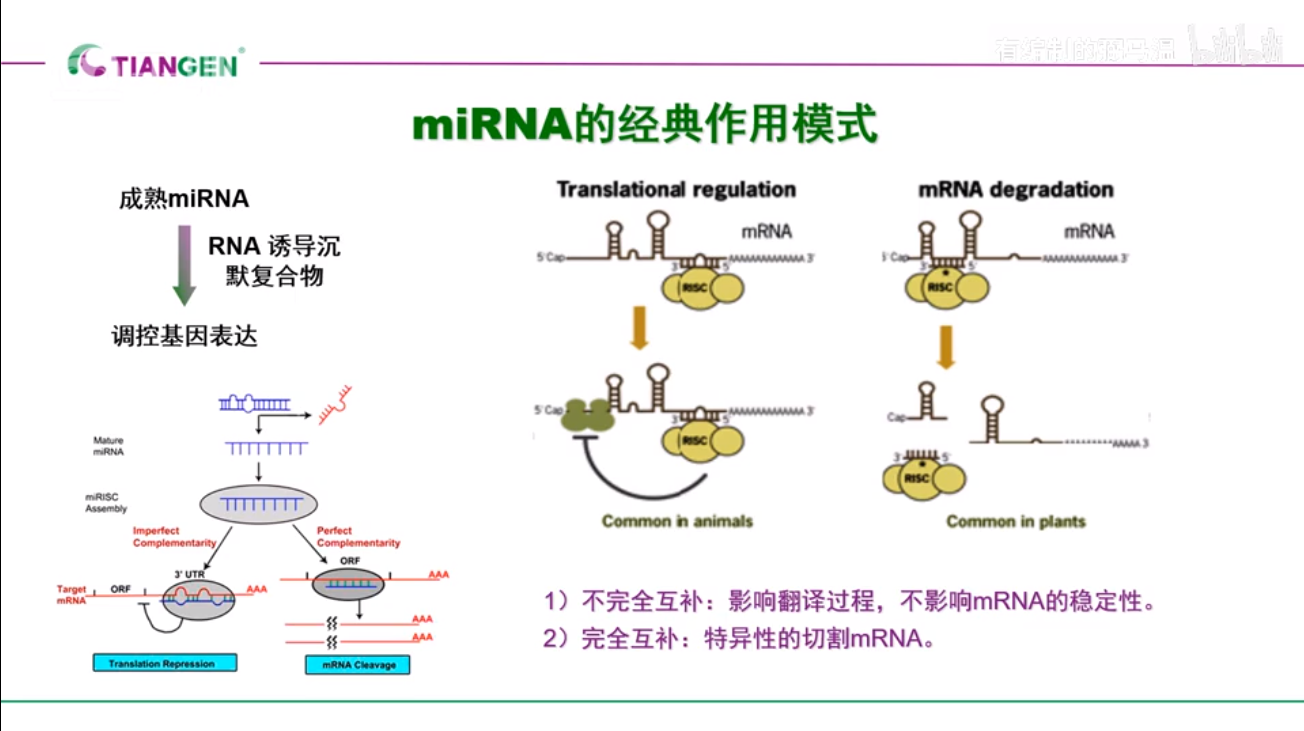 TIANGEN
bilibili
miRNA的经典作用模式
成熟miRNA
RNA 诱导沉
默复合物
调控基因表达
Mature
miRNA
miRISC
Assembly
Imperfect
Complementarity
Perfect
Complementarity
Target
mRNA
ORF
3' UTR
AAA
ORF
AAA
AAA
AAA
Translation Repression
mRNA Cleavage
Translational regulation
mRNA
5' Cap
AAAAAAAAAAAAA 3'
3'
5'
RISC
5' Cap
AAAAAAAAAAAAA 3'
3'
5'
RISC
Common in animals
mRNA degradation
mRNA
5' Cap
AAAAAAAAAAAAA 3'
3'
5'
RISC
Cap
AAAAA 3
3'
5'
RISC
Common in plants
1）不完全互补：影响翻译过程，不影响mRNA的稳定性。
2）完全互补：特异性的切割mRNA。